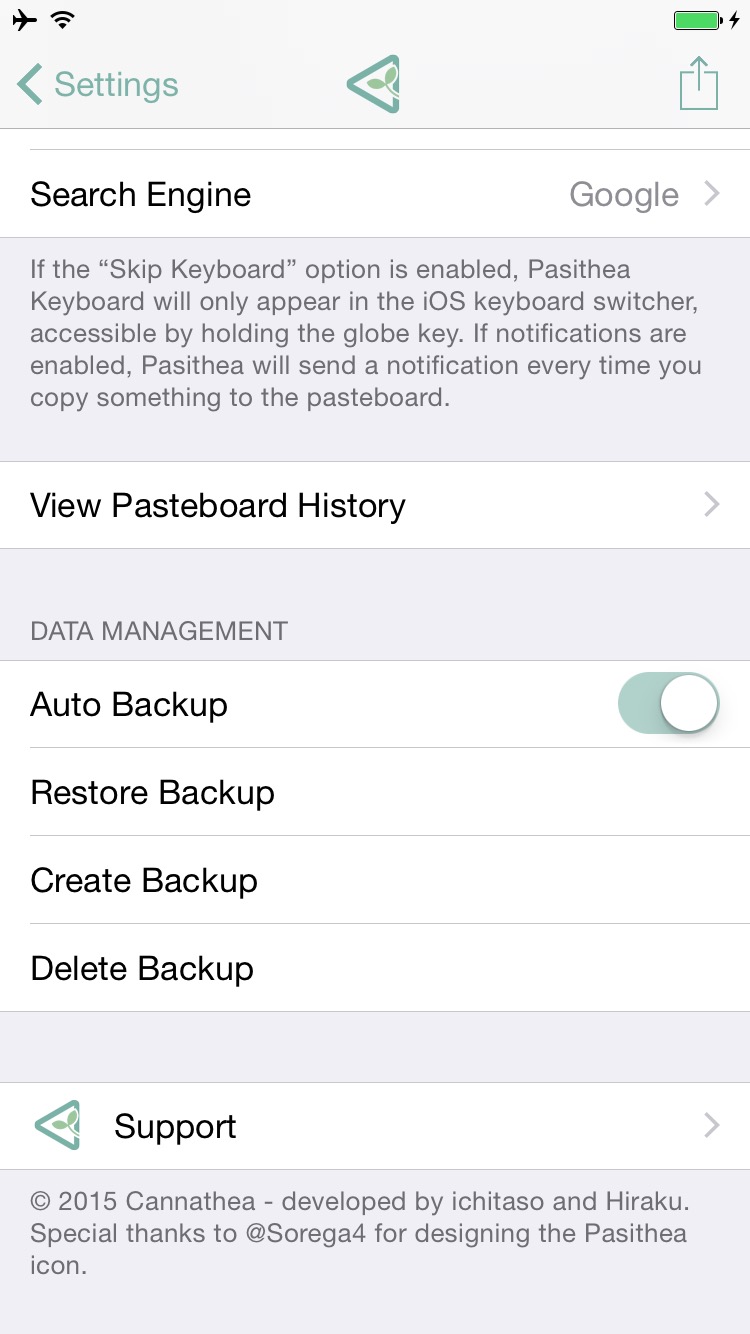 Settings
Search Engine Google
If the “Skip Keyboard” option is enabled, Pasithea
Keyboard will only appear in the iOS keyboard switcher,
accessible by holding the globe key. If notifications are
enabled, Pasithea will send a notification every time you
copy something to the pasteboard.
View Pasteboard History
DATA MANAGEMENT
Auto Backup
Restore Backup
Create Backup
Delete Backup
Support
© 2015 Cannathea - developed by ichitaso and Hiraku.
Special thanks to @Sorega4 for designing the Pasithea
icon.